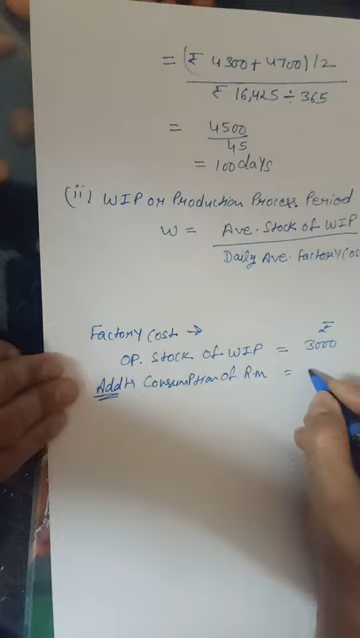 = (₹ 4300 + 4700) / 2
₹ 16,425 ÷ 365
= 4500
45
= 100 days
(ii) WIP or Production Process Period
W = Ave. Stock of WIP
Daily Ave. Factory Cos
Factory Cost →
₹
OP. Stock of WIP = 3000
Add:- Consumption of R.M =